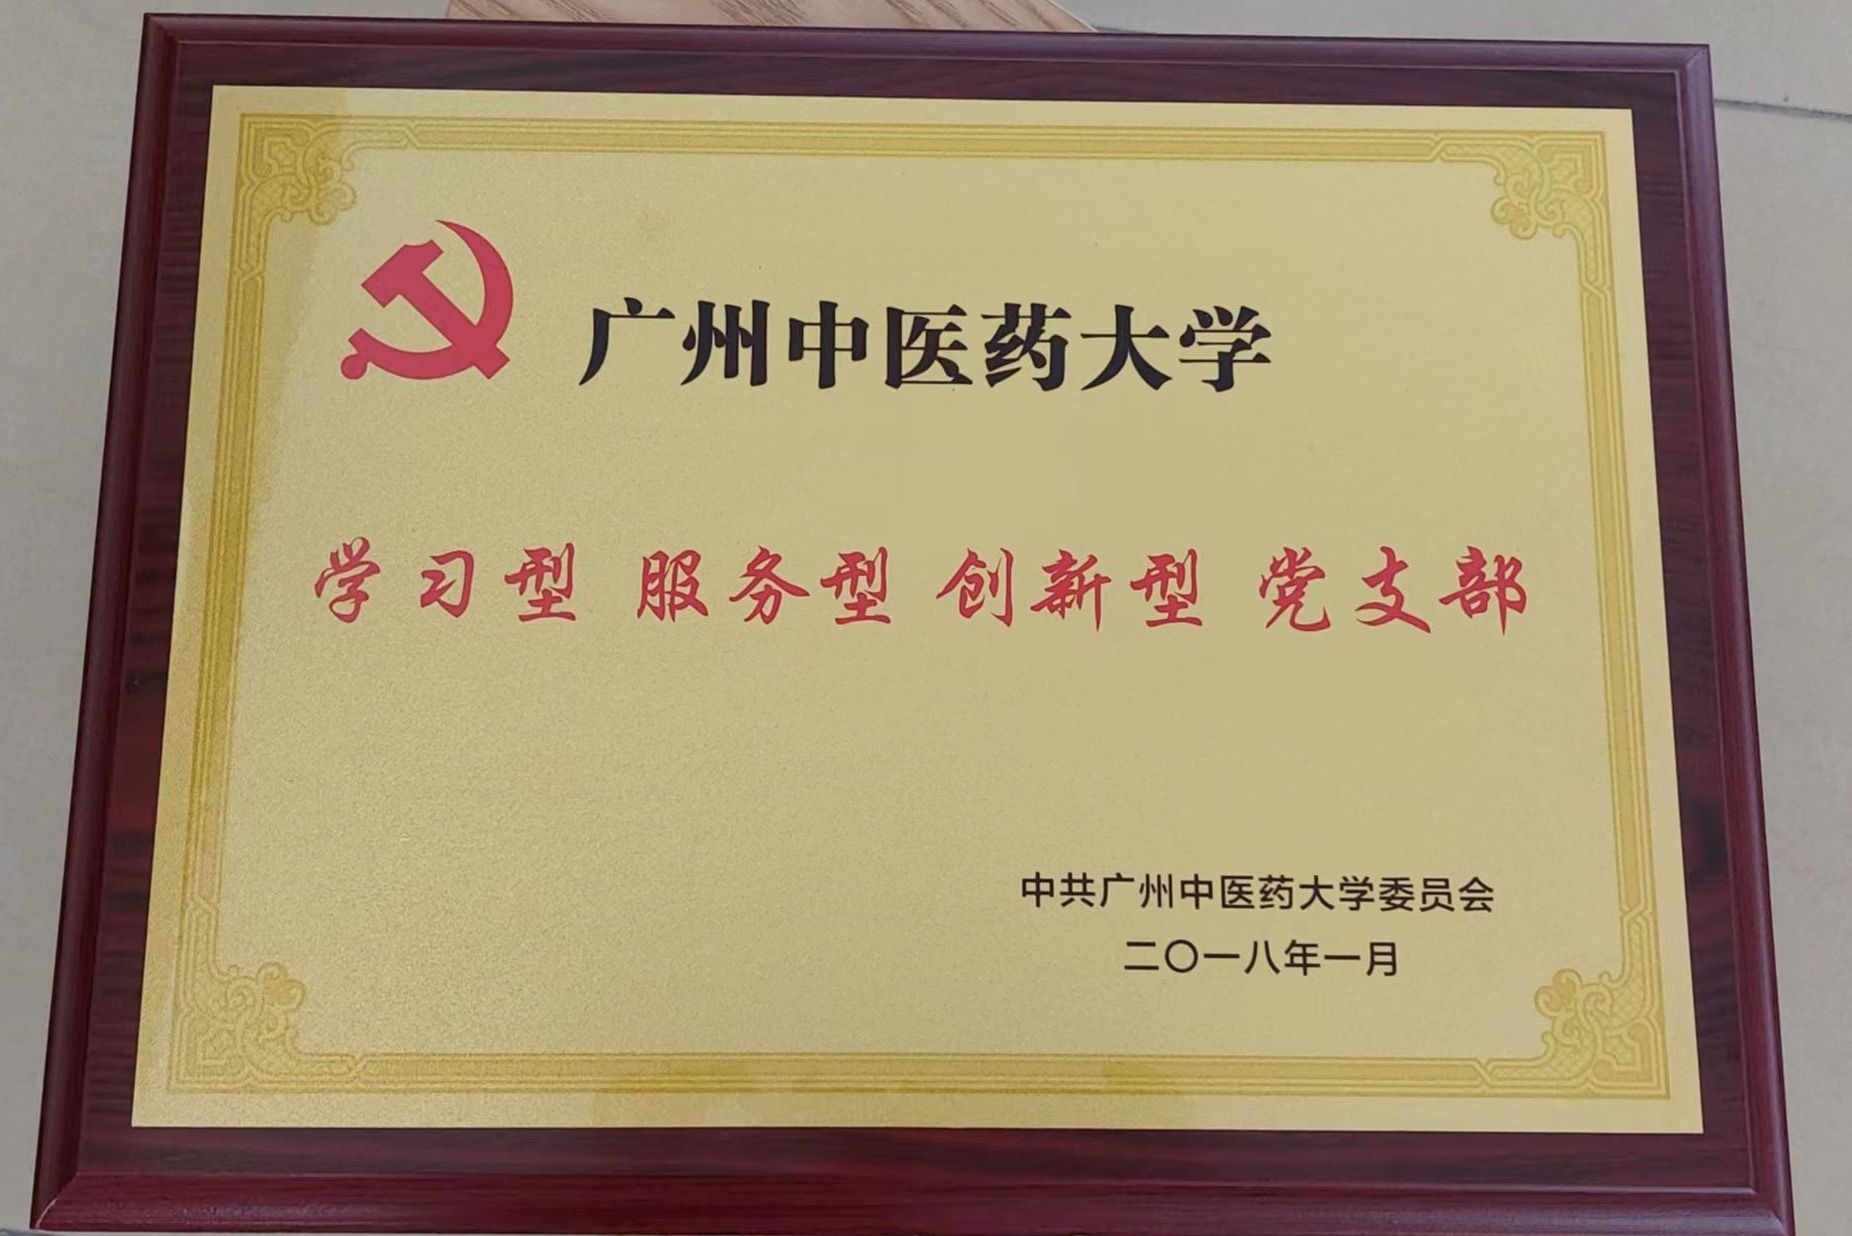 广州中医药大学
学习型 服务型 创新型 党支部
中共广州中医药大学委员会
二〇一八年一月